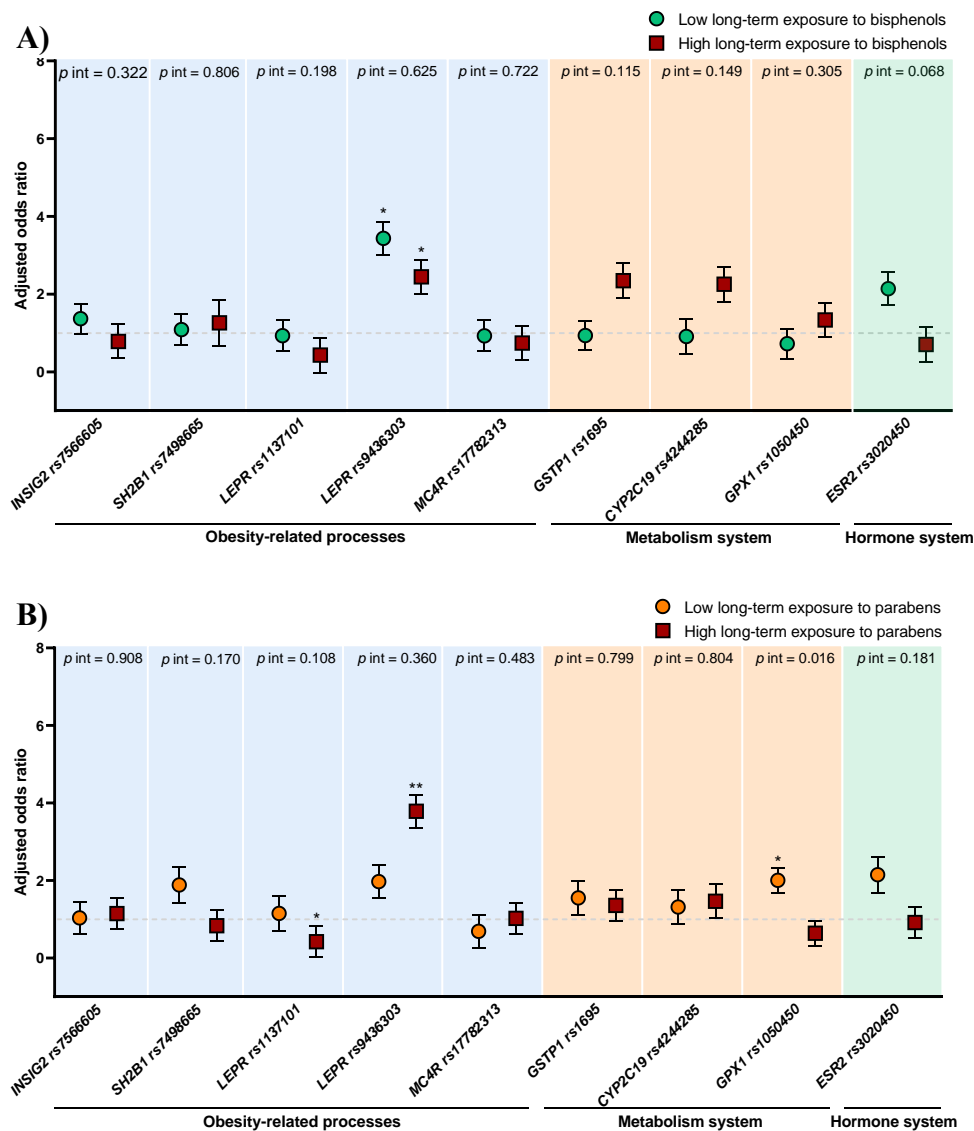 A)
Low long-term exposure to bisphenols
High long-term exposure to bisphenols
p int = 0.322 p int = 0.806 p int = 0.198 p int = 0.625 p int = 0.722 p int = 0.115 p int = 0.149 p int = 0.305 p int = 0.068
Adjusted odds ratio
8
6
4
2
0
* *
INSIG2 rs7566605
SH2B1 rs7498665
LEPR rs1137101
LEPR rs9436303
MC4R rs17782313
GSTP1 rs1695
CYP2C19 rs4244285
GPX1 rs1050450
ESR2 rs3020450
Obesity-related processes Metabolism system Hormone system
B)
Low long-term exposure to parabens
High long-term exposure to parabens
p int = 0.908 p int = 0.170 p int = 0.108 p int = 0.360 p int = 0.483 p int = 0.799 p int = 0.804 p int = 0.016 p int = 0.181
Adjusted odds ratio
8
6
4
2
0
* ** *
INSIG2 rs7566605
SH2B1 rs7498665
LEPR rs1137101
LEPR rs9436303
MC4R rs17782313
GSTP1 rs1695
CYP2C19 rs4244285
GPX1 rs1050450
ESR2 rs3020450
Obesity-related processes Metabolism system Hormone system